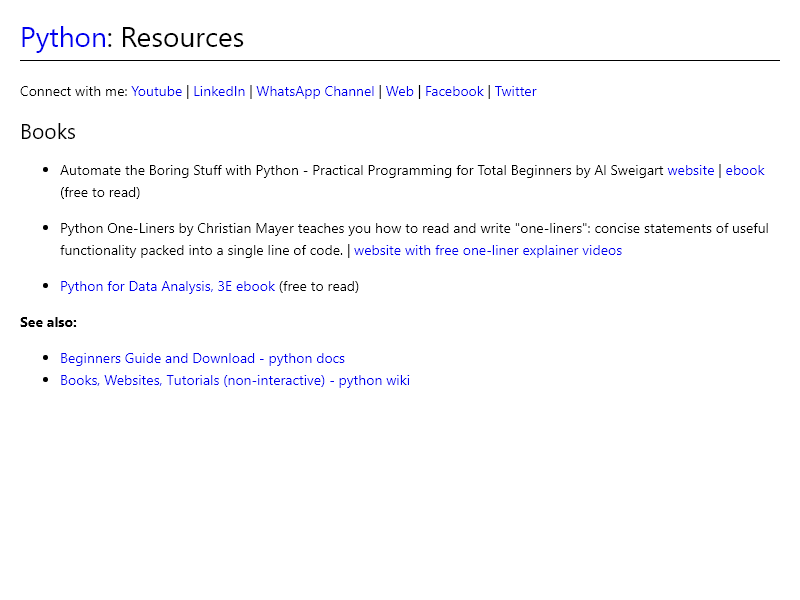 Python: Resources
Connect with me: Youtube | LinkedIn | WhatsApp Channel | Web | Facebook | Twitter
Books
Automate the Boring Stuff with Python - Practical Programming for Total Beginners by Al Sweigart website | ebook
(free to read)
Python One-Liners by Christian Mayer teaches you how to read and write "one-liners": concise statements of useful
functionality packed into a single line of code. | website with free one-liner explainer videos
Python for Data Analysis, 3E ebook (free to read)
See also:
Beginners Guide and Download - python docs
Books, Websites, Tutorials (non-interactive) - python wiki